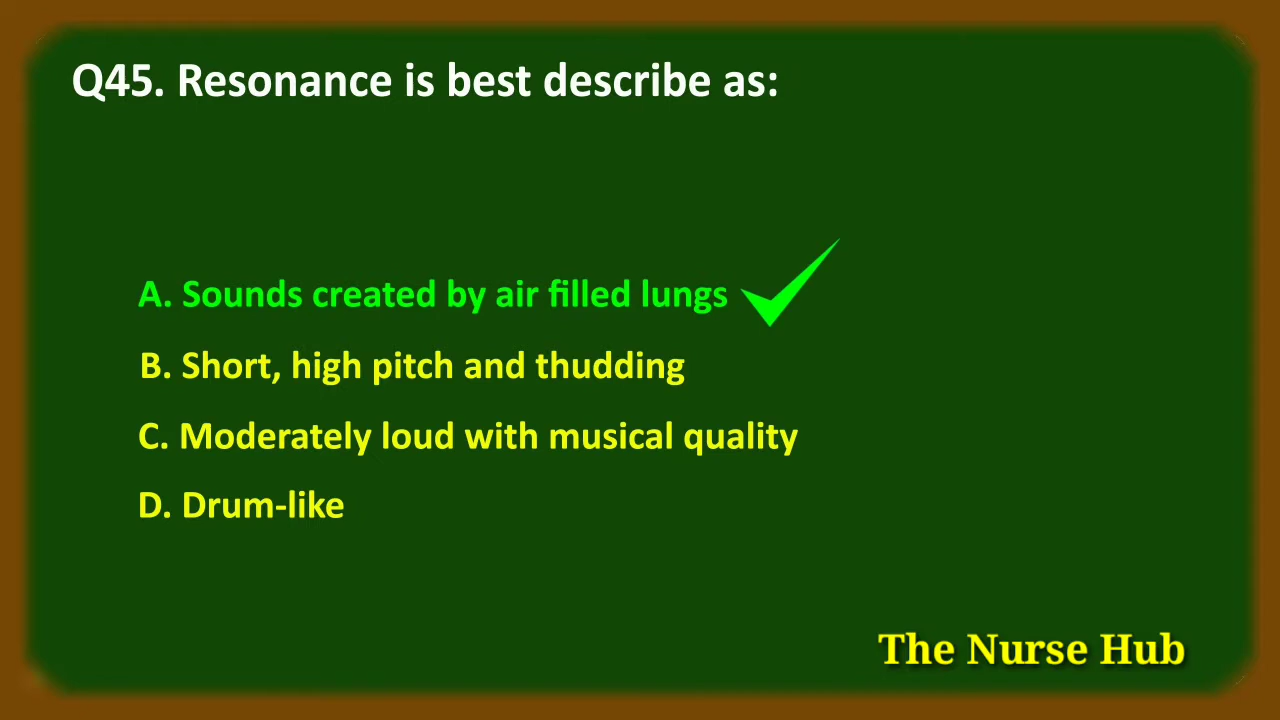 Q45. Resonance is best describe as:
A. Sounds created by air filled lungs
B. Short, high pitch and thudding
C. Moderately loud with musical quality
D. Drum-like
The Nurse Hub